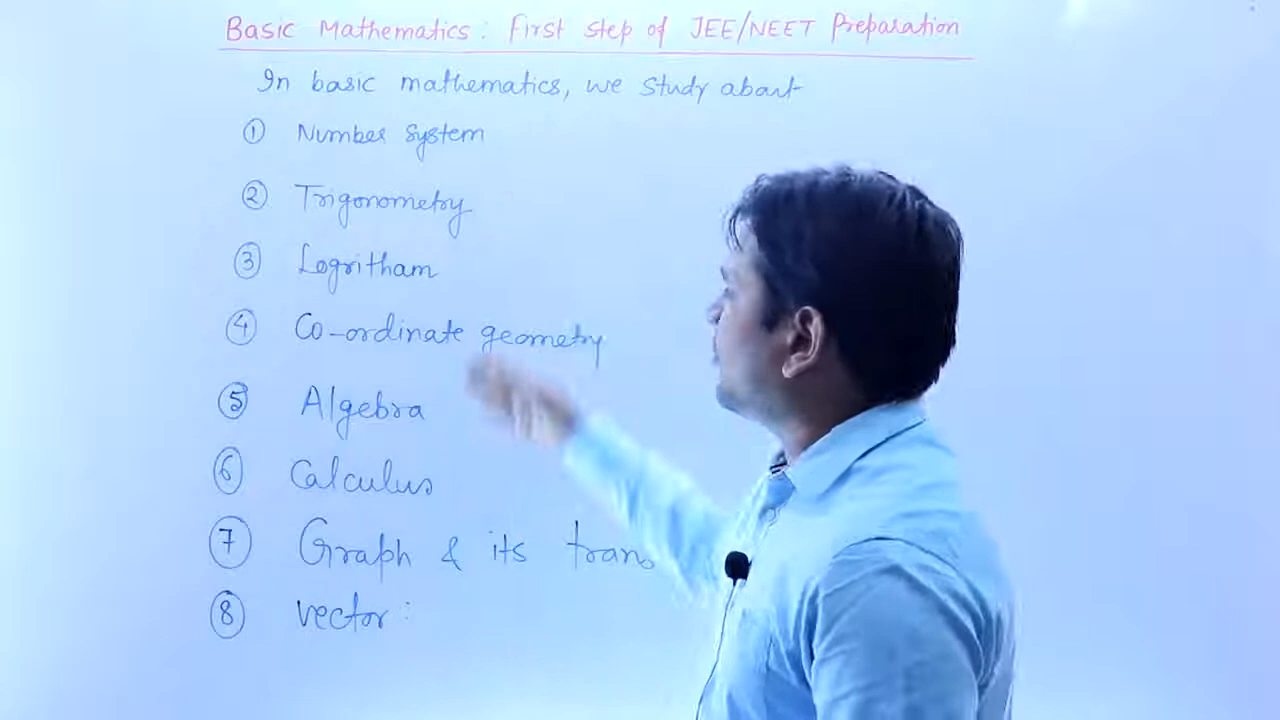 Basic Mathematics: First step of JEE/NEET Preparation
In basic mathematics, we study about
① Number system
② Trigonometry
③ Logritham
④ Co-ordinate geometry
⑤ Algebra
⑥ Calculus
⑦ Graph & its trans
⑧ vector: